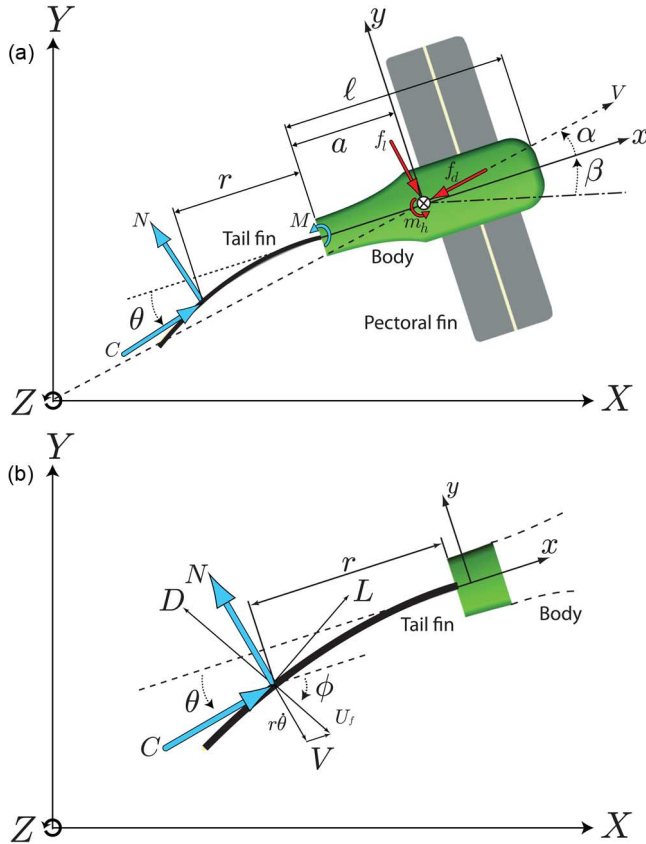 Y
(a)
y
ℓ
V
a
α
x
f_l
f_d
β
r
N
M
m_h
Tail fin
Body
θ
Pectoral fin
C
Z
X
Y
(b)
y
r
x
N
L
D
Tail fin
Body
θ
ϕ
rθ̇
U_f
C
V
Z
X